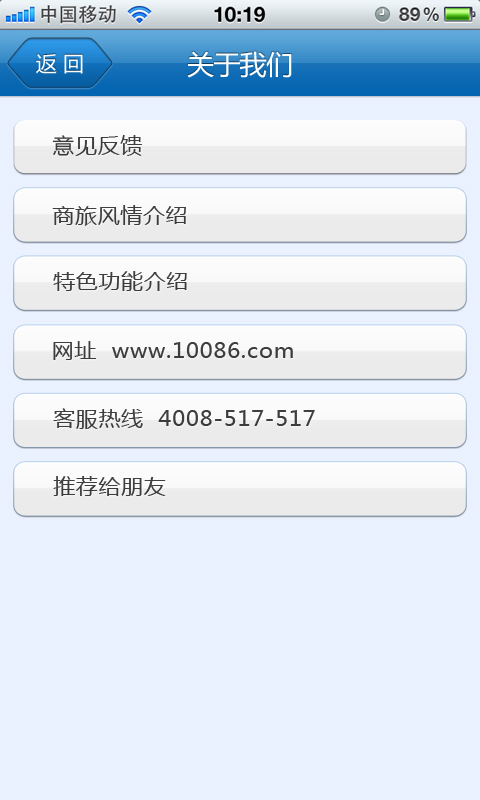 中国移动 10:19 89%
返回 关于我们
意见反馈
商旅风情介绍
特色功能介绍
网址 www.10086.com
客服热线 4008-517-517
推荐给朋友